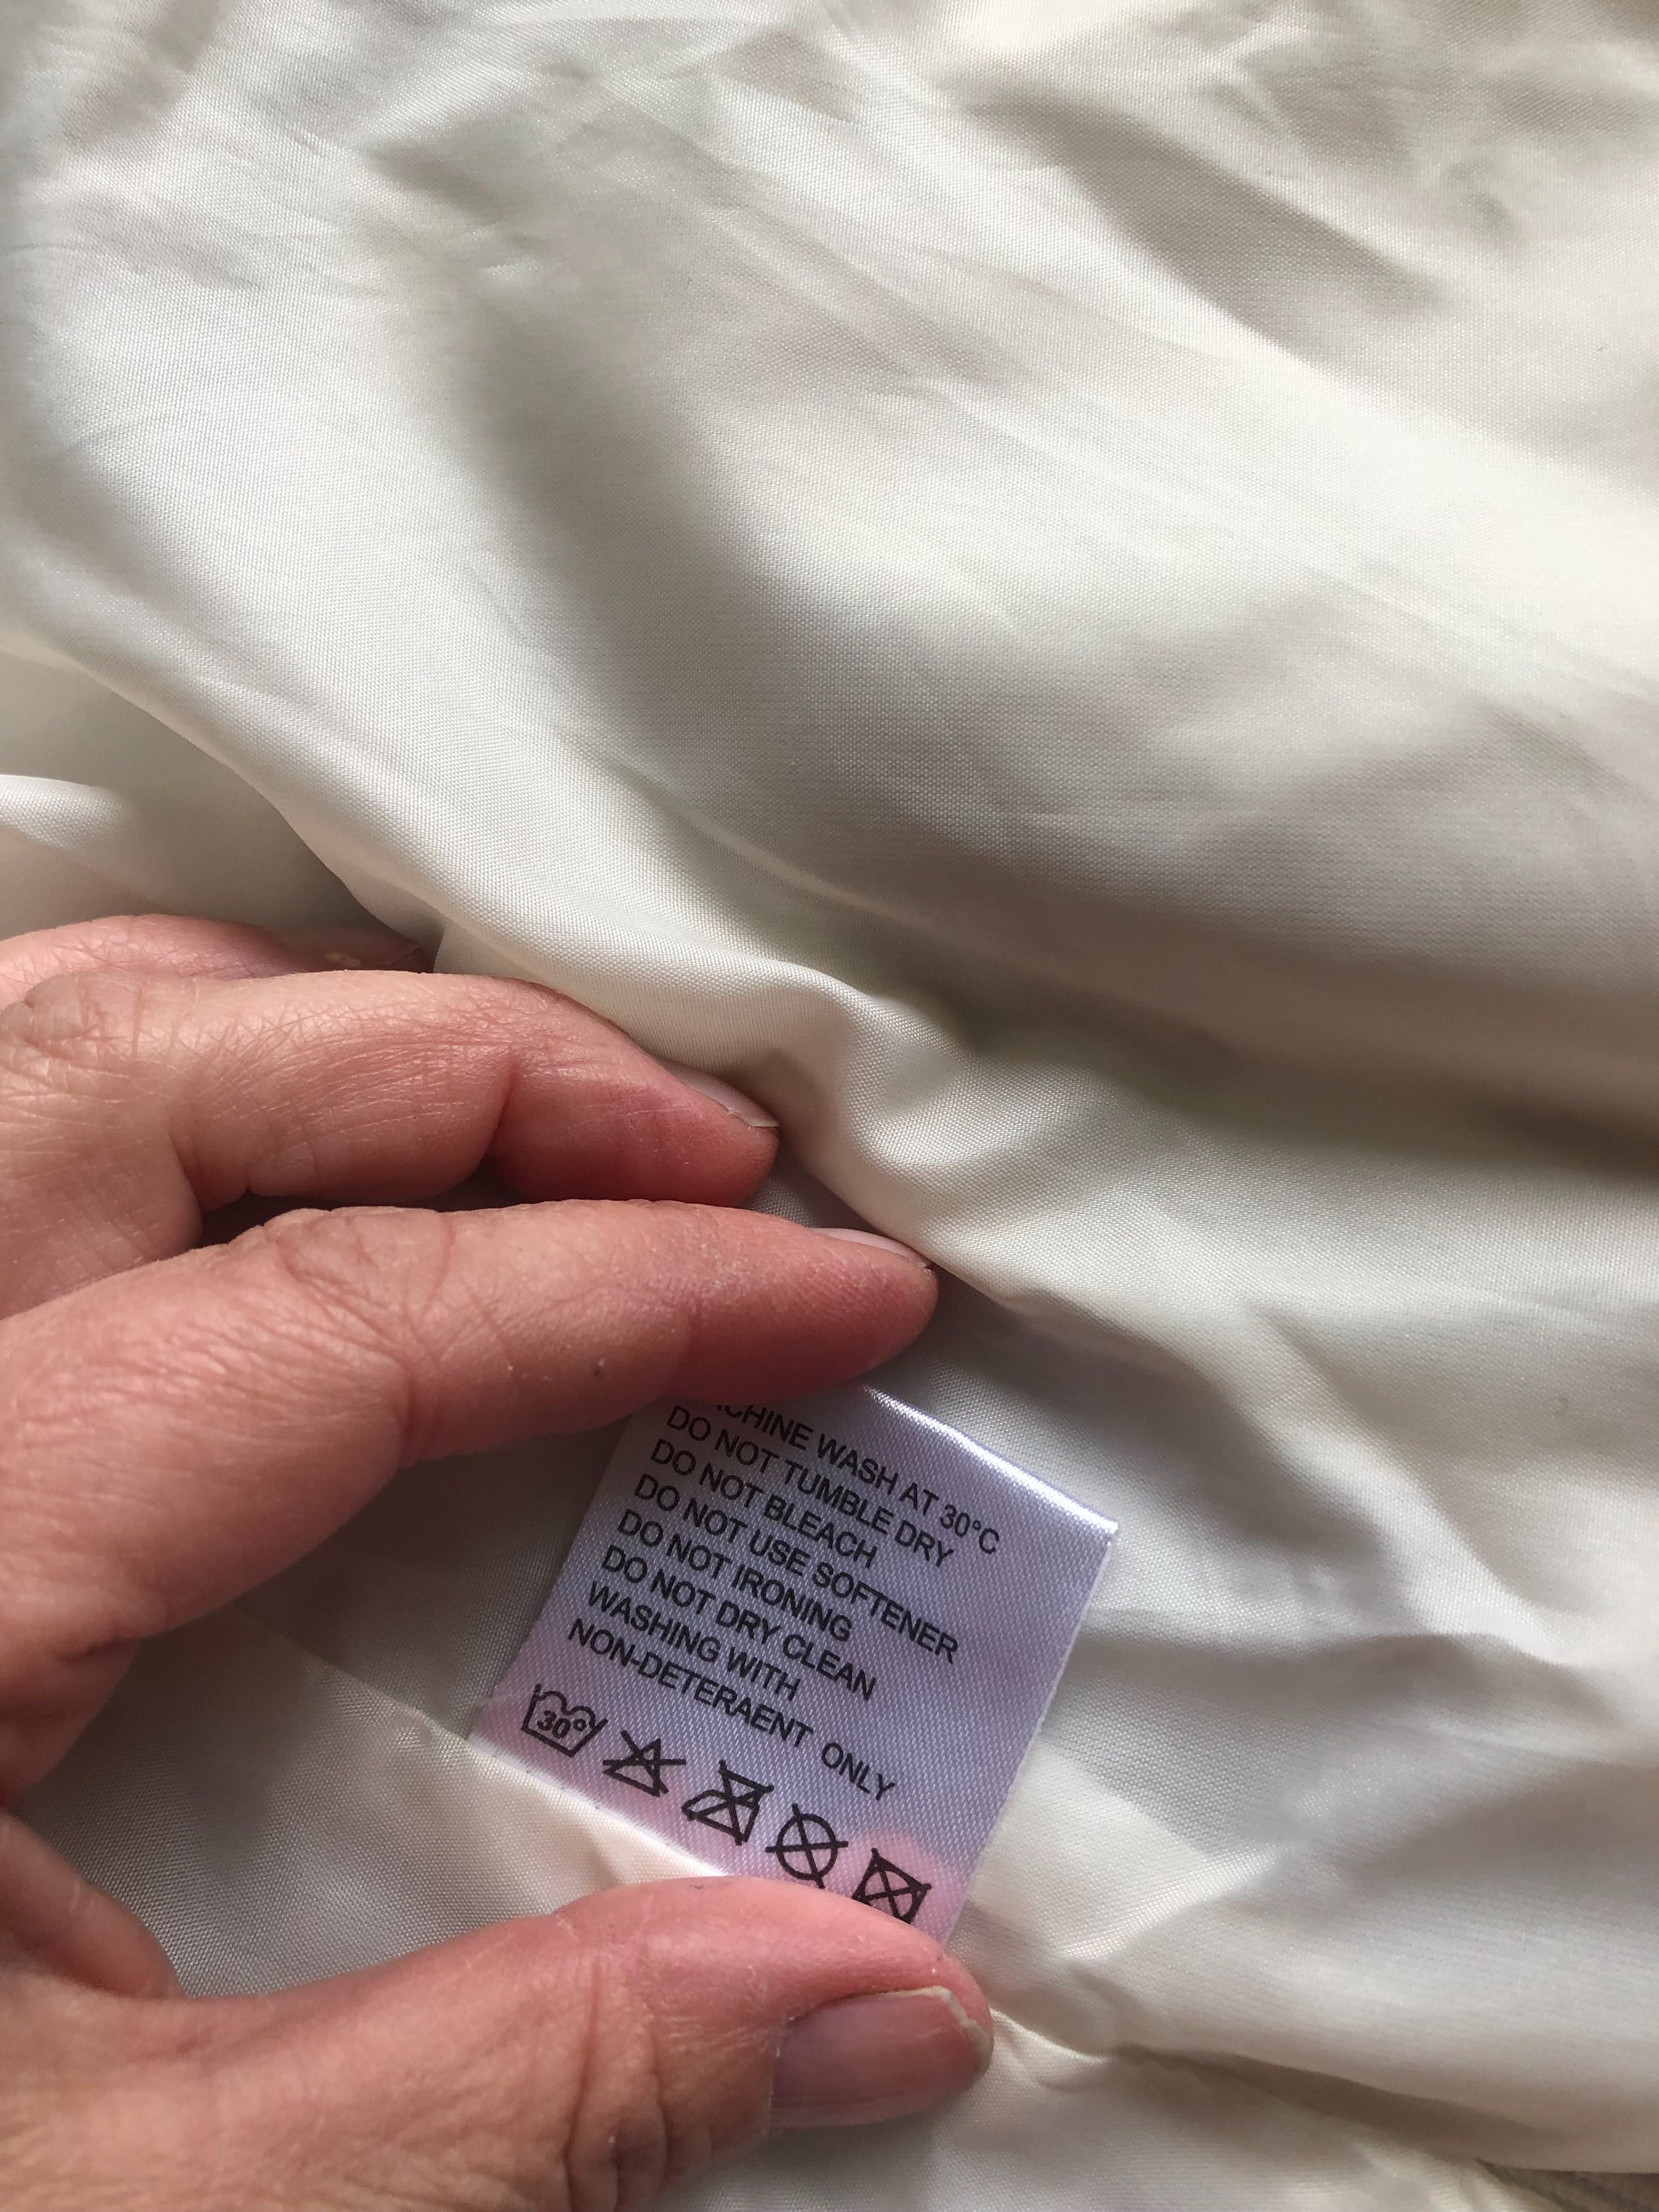 MACHINE WASH AT 30°C
DO NOT TUMBLE DRY
DO NOT BLEACH
DO NOT USE SOFTENER
DO NOT IRONING
DO NOT DRY CLEAN
WASHING WITH
NON-DETERAENT ONLY
30°